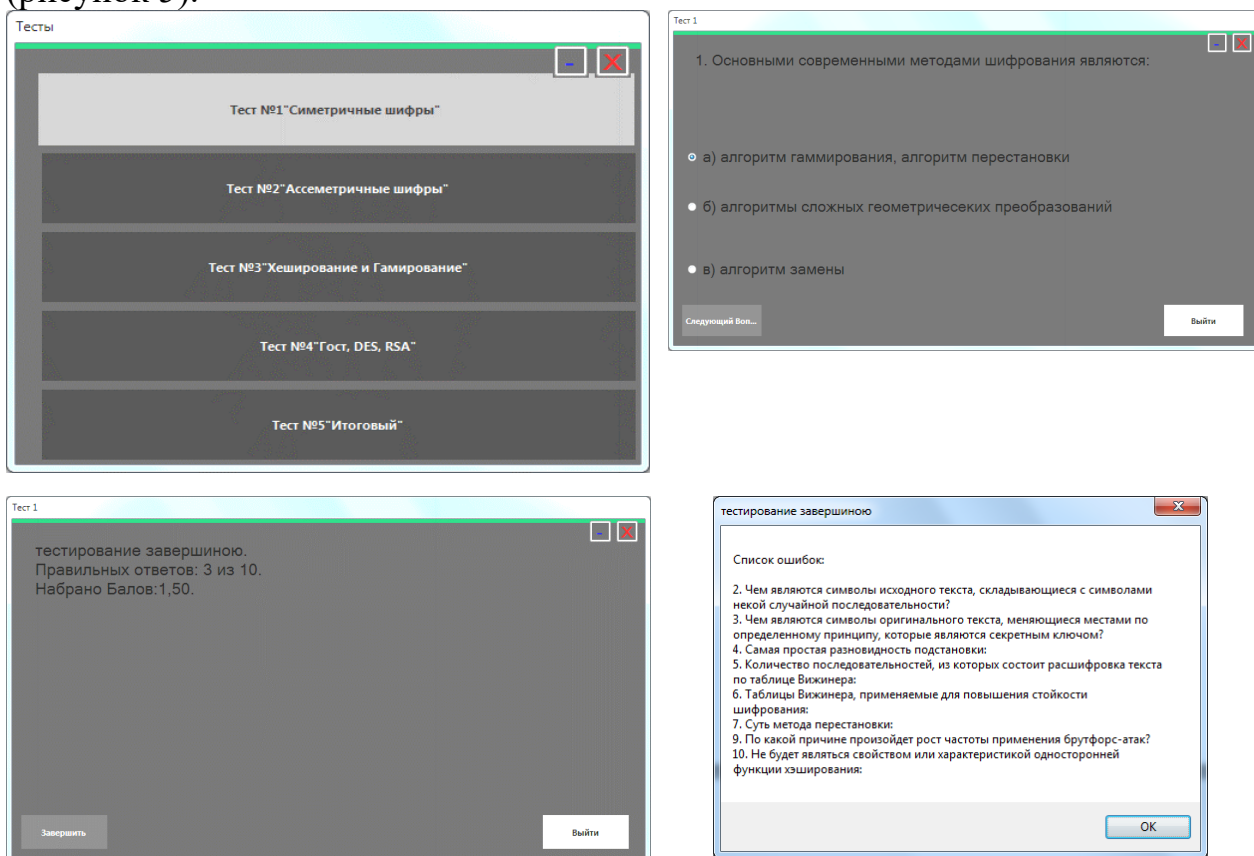 (рисунок 5).
Тесты
-
X
Тест №1"Симетричные шифры"
Тест №2"Ассеметричные шифры"
Тест №3"Хеширование и Гамирование"
Тест №4"Гост, DES, RSA"
Тест №5"Итоговый"
Тест 1
-
X
1. Основными современными методами шифрования являются:
а) алгоритм гаммирования, алгоритм перестановки
б) алгоритмы сложных геометричесеких преобразований
в) алгоритм замены
Следующий Воп...
Выйти
Тест 1
-
X
тестирование завершиною.
Правильных ответов: 3 из 10.
Набрано Балов:1,50.
Завершить
Выйти
тестирование завершиною
x
Список ошибок:
2. Чем являются символы исходного текста, складывающиеся с символами
некой случайной последовательности?
3. Чем являются символы оригинального текста, меняющиеся местами по
определенному принципу, которые являются секретным ключом?
4. Самая простая разновидность подстановки:
5. Количество последовательностей, из которых состоит расшифровка текста
по таблице Вижинера:
6. Таблицы Вижинера, применяемые для повышения стойкости
шифрования:
7. Суть метода перестановки:
9. По какой причине произойдет рост частоты применения брутфорс-атак?
10. Не будет являться свойством или характеристикой односторонней
функции хэширования:
OK